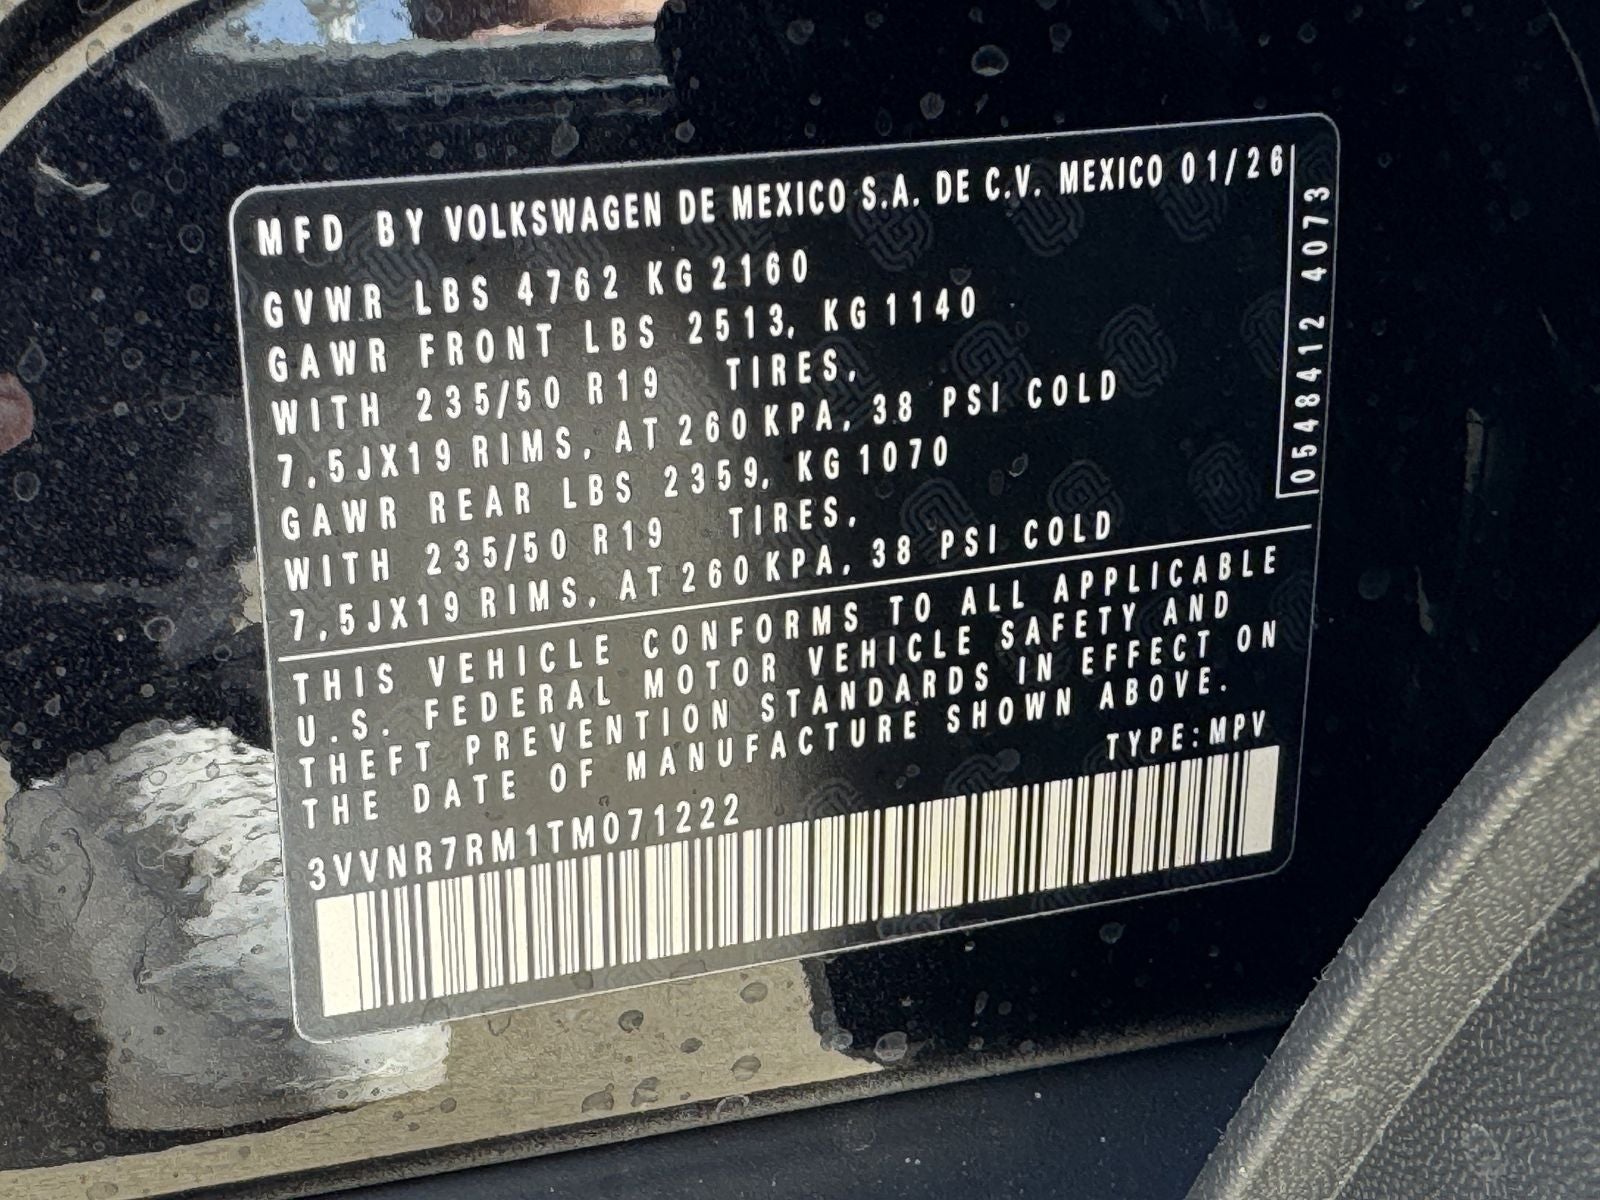 MFD BY VOLKSWAGEN DE MEXICO S.A. DE C.V. MEXICO 01/26
GVWR LBS 4762 KG 2160
GAWR FRONT LBS 2513, KG 1140
WITH 235/50 R19 TIRES,
7,5JX19 RIMS, AT 260 KPA, 38 PSI COLD
GAWR REAR LBS 2359, KG 1070
WITH 235/50 R19 TIRES,
7,5JX19 RIMS, AT 260 KPA, 38 PSI COLD
0548412 4073
THIS VEHICLE CONFORMS TO ALL APPLICABLE
U.S. FEDERAL MOTOR VEHICLE SAFETY AND
THEFT PREVENTION STANDARDS IN EFFECT ON
THE DATE OF MANUFACTURE SHOWN ABOVE.
TYPE:MPV
3VVNR7RM1TM071222